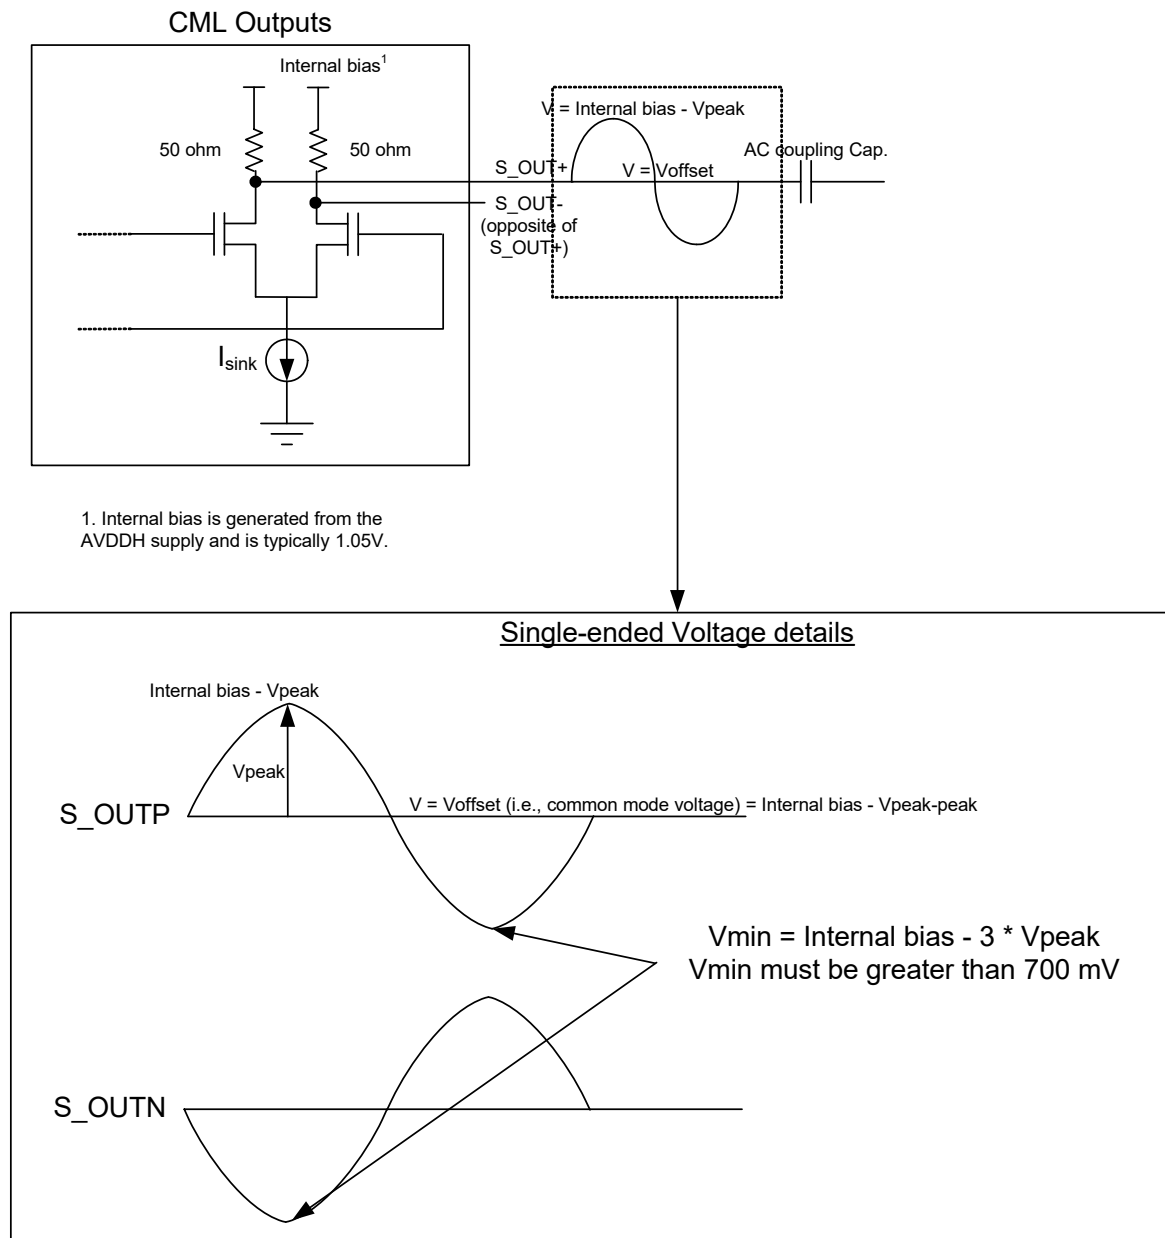 CML Outputs
Internal bias1
50 ohm
50 ohm
V = Internal bias - Vpeak
AC coupling Cap.
S_OUT+
V = Voffset
S_OUT-
(opposite of
S_OUT+)
Isink
1. Internal bias is generated from the
AVDDH supply and is typically 1.05V.
Single-ended Voltage details
Internal bias - Vpeak
Vpeak
S_OUTP
V = Voffset (i.e., common mode voltage) = Internal bias - Vpeak-peak
Vmin = Internal bias - 3 * Vpeak
Vmin must be greater than 700 mV
S_OUTN